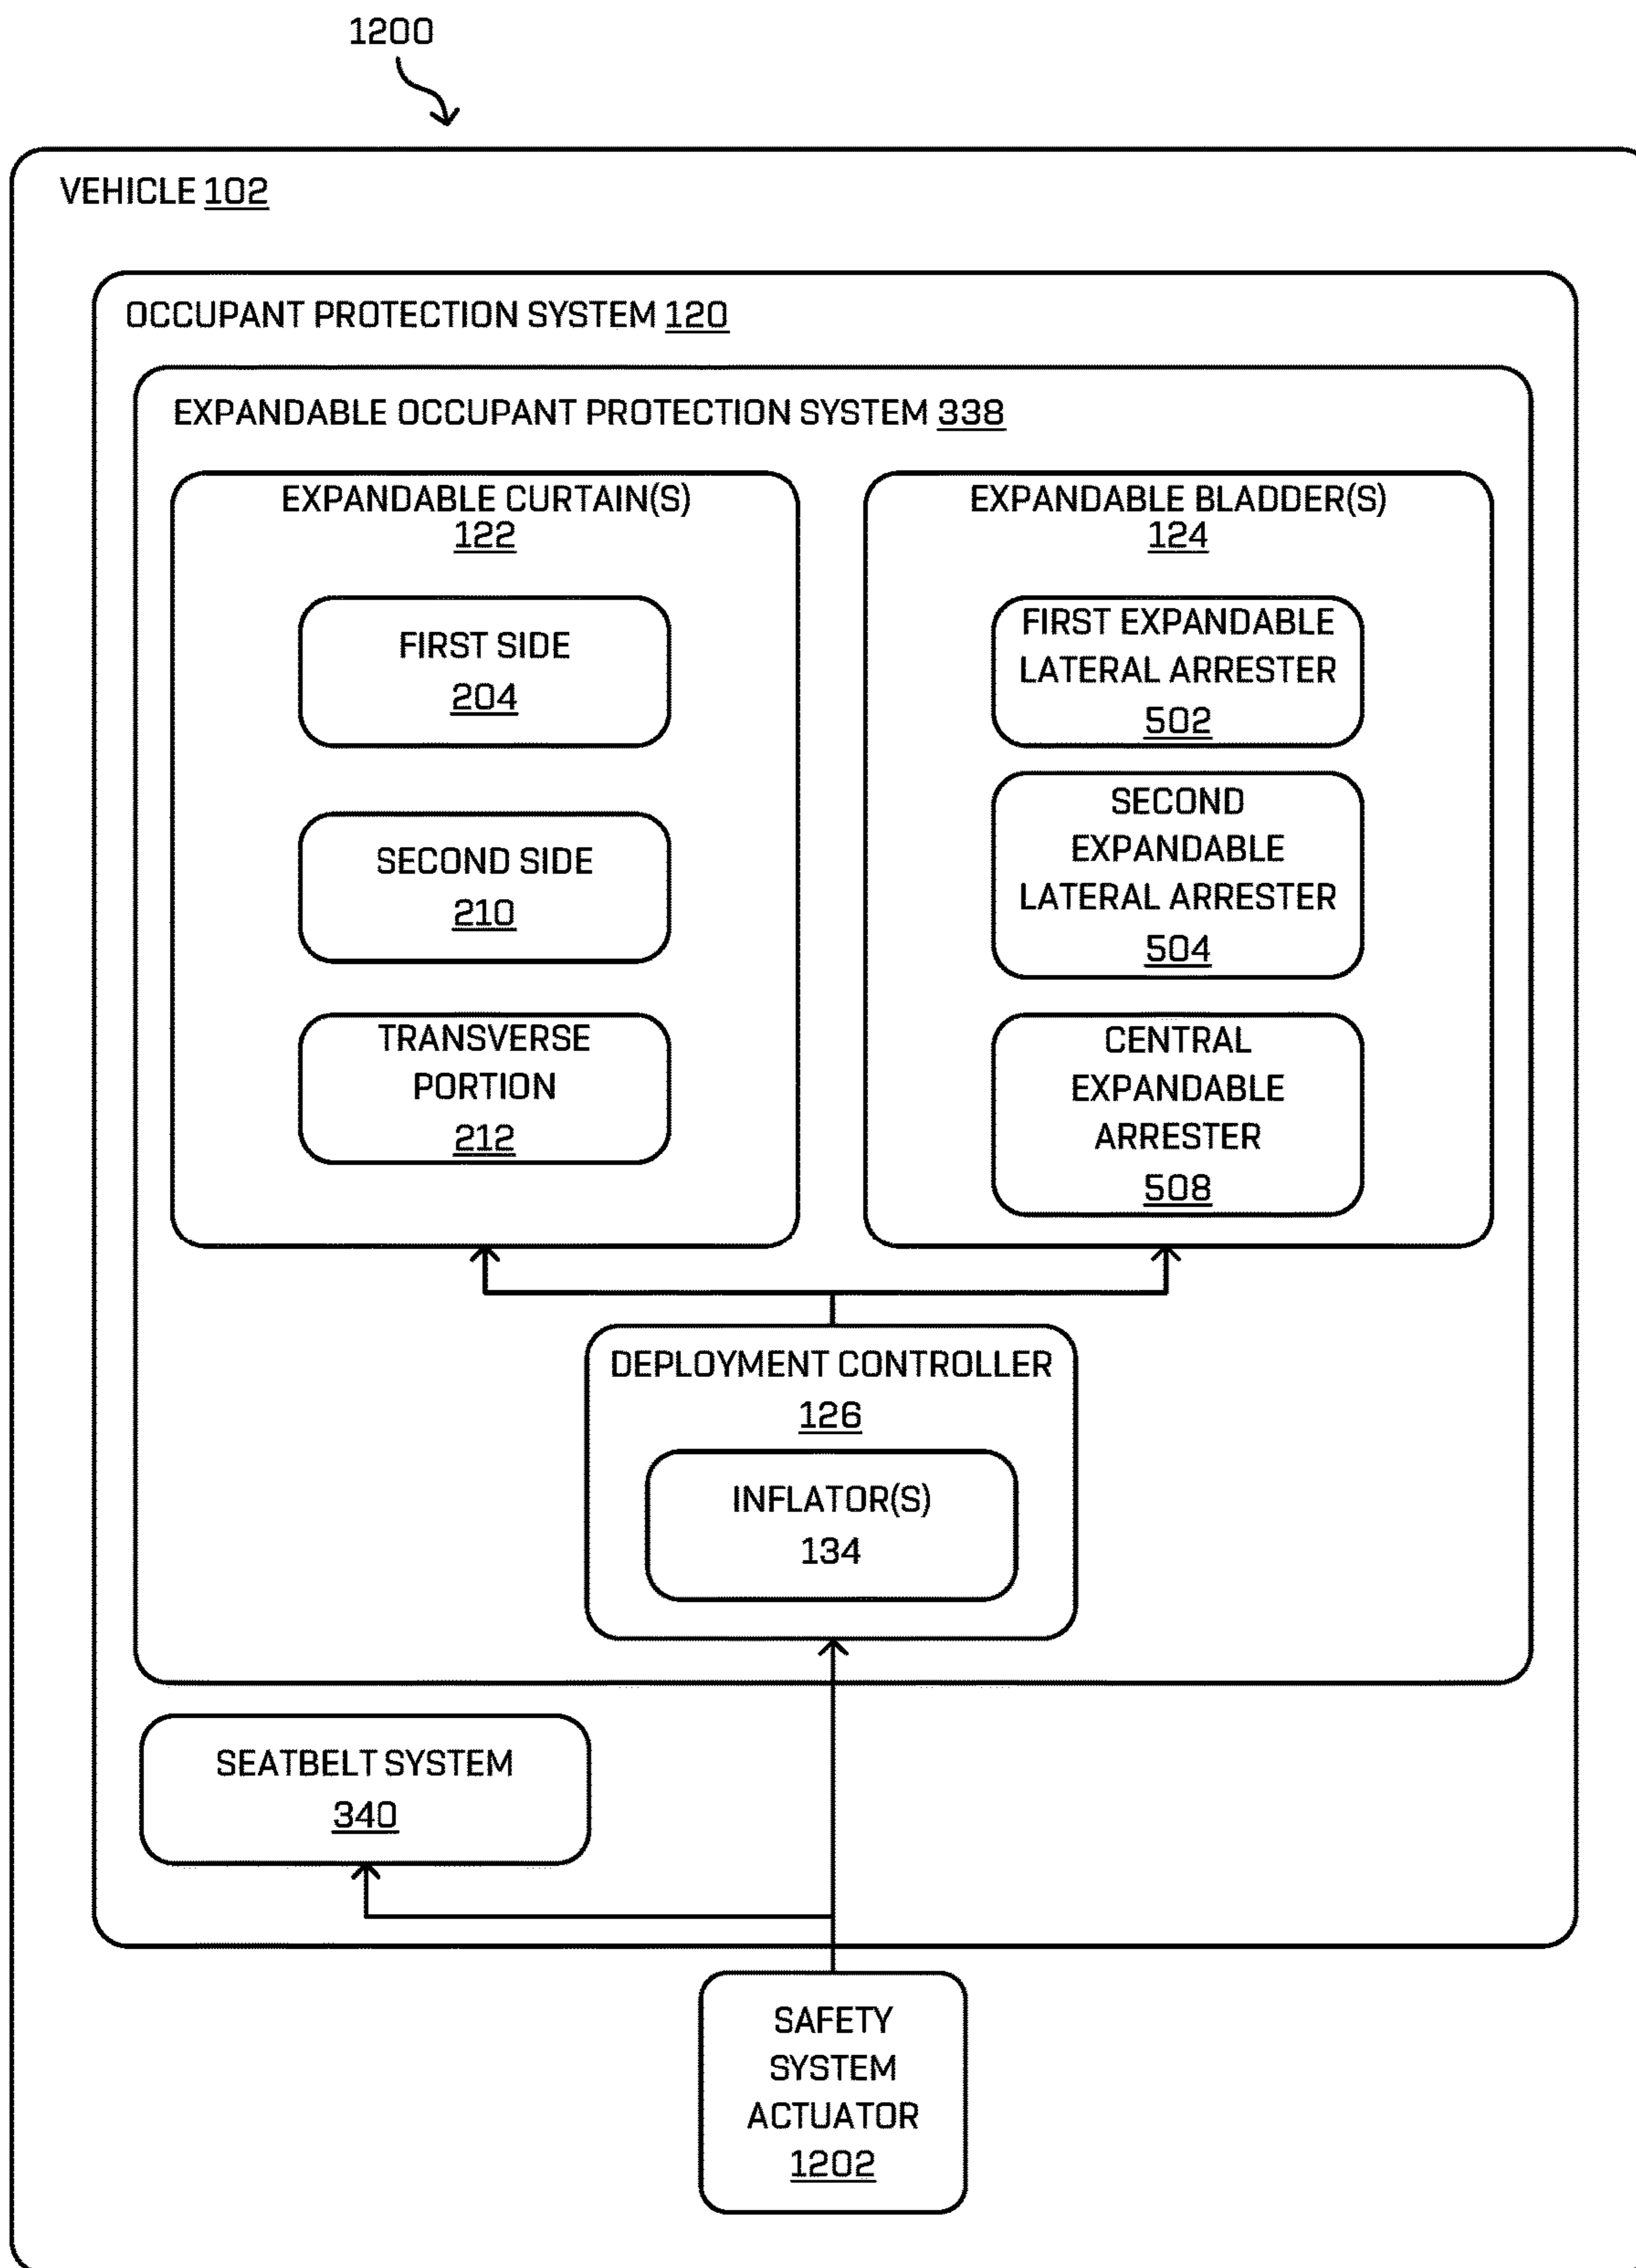 1200
VEHICLE 102
OCCUPANT PROTECTION SYSTEM 120
EXPANDABLE OCCUPANT PROTECTION SYSTEM 338
EXPANDABLE CURTAIN(S)
122
FIRST SIDE
204
SECOND SIDE
210
TRANSVERSE
PORTION
212
EXPANDABLE BLADDER(S)
124
FIRST EXPANDABLE
LATERAL ARRESTER
502
SECOND
EXPANDABLE
LATERAL ARRESTER
504
CENTRAL
EXPANDABLE
ARRESTER
508
DEPLOYMENT CONTROLLER
126
INFLATOR(S)
134
SEATBELT SYSTEM
340
SAFETY
SYSTEM
ACTUATOR
1202